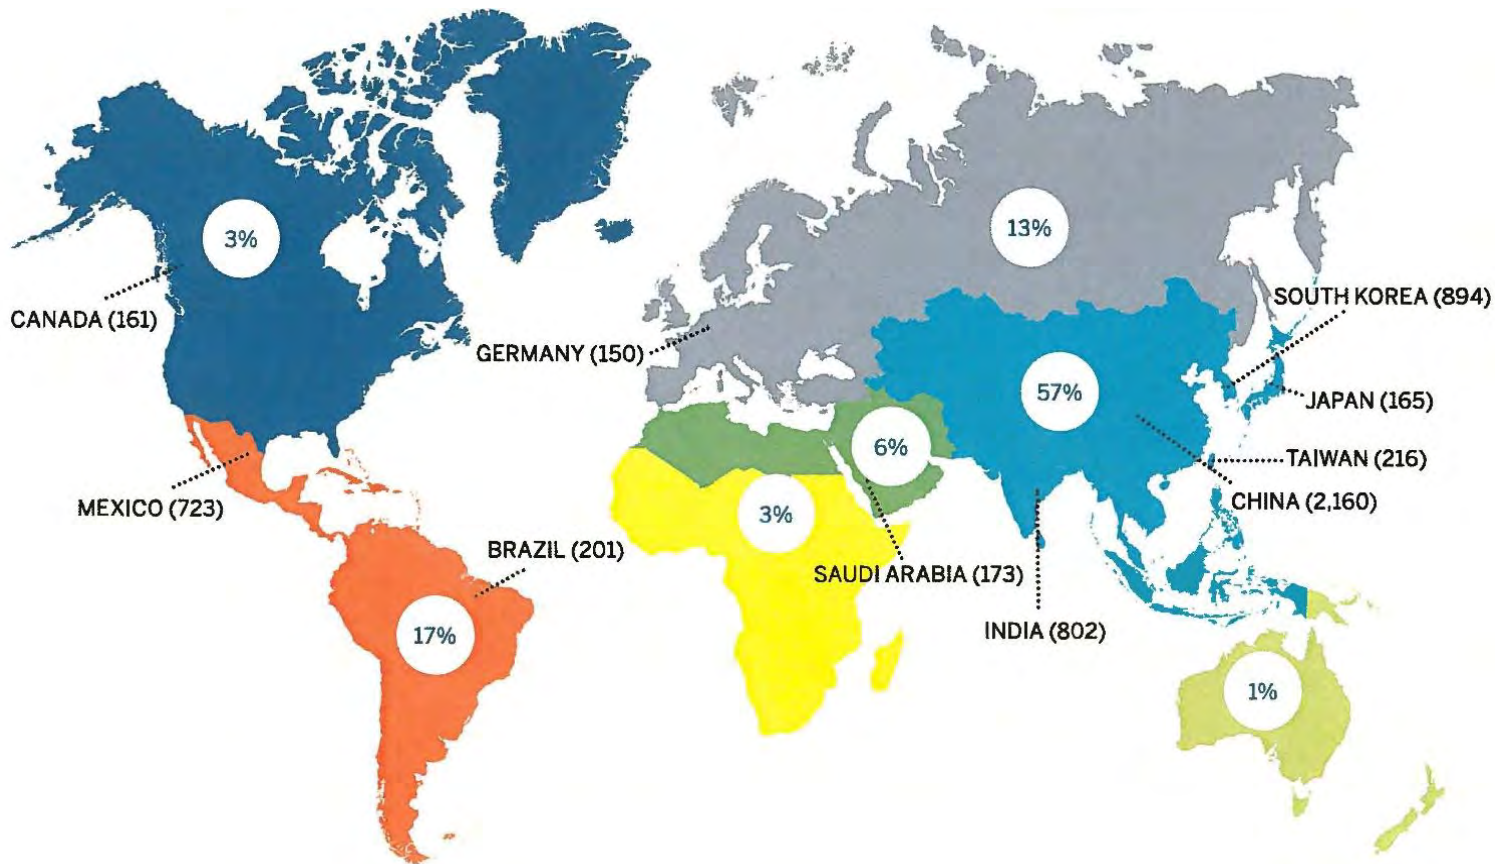 3%
13%
CANADA (161)
SOUTH KOREA (894)
GERMANY (150)
57%
JAPAN (165)
6%
TAIWAN (216)
MEXICO (723)
CHINA (2,160)
3%
BRAZIL (201)
SAUDI ARABIA (173)
17%
INDIA (802)
1%